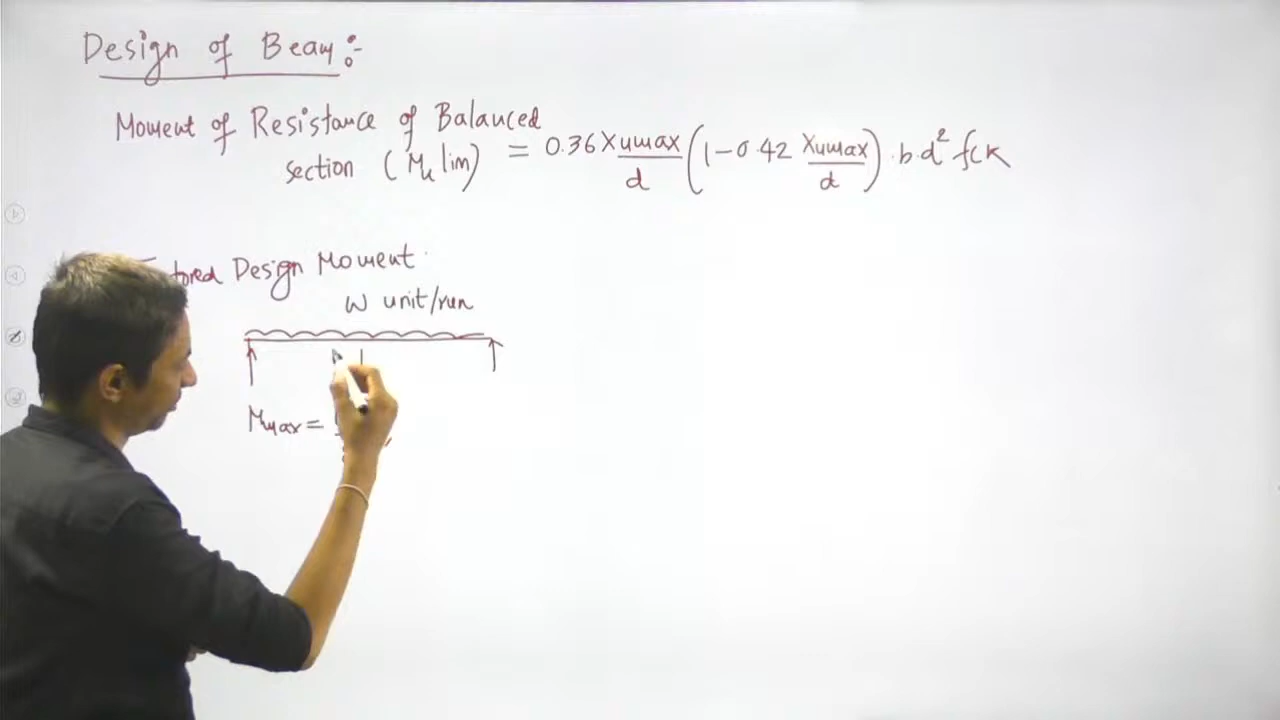 Design of Beam:-
Moment of Resistance of Balanced
section (Mu lim) = 0.36 Xumax/d (1-0.42 Xumax/d) . b.d² fck
Design Moment.
W unit/run
Mmax =